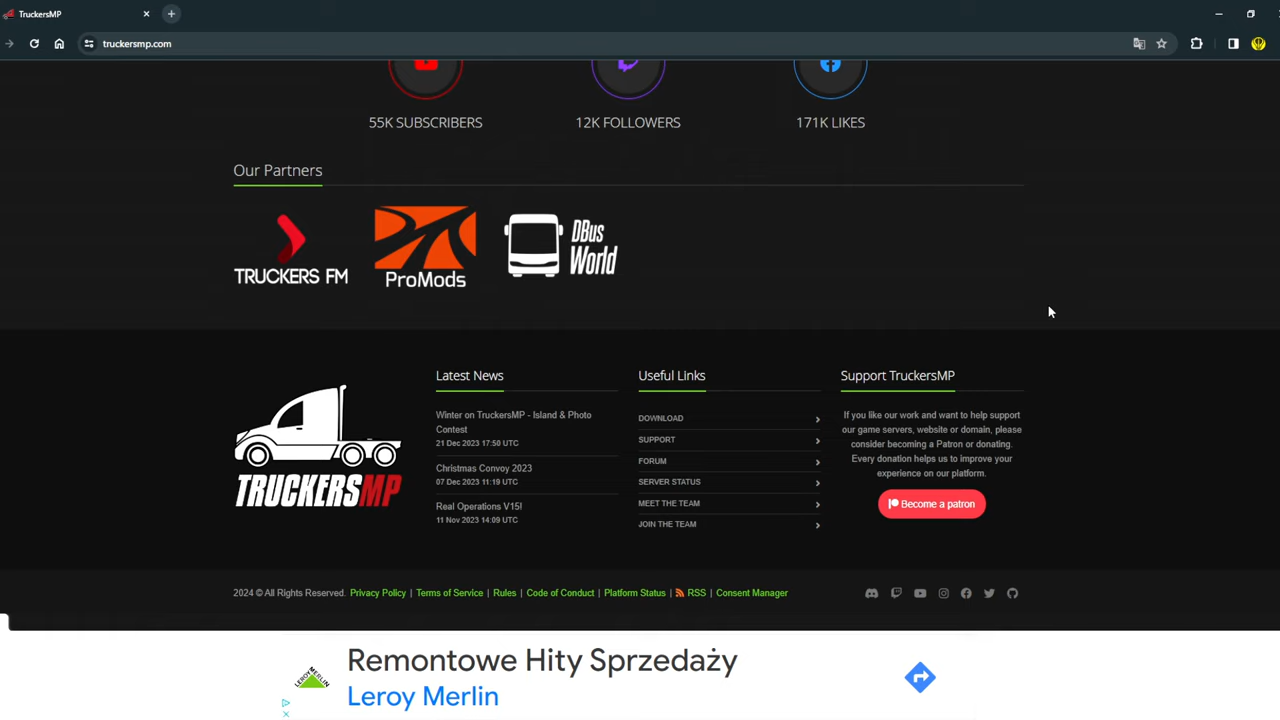 TruckersMP
truckersmp.com
55K SUBSCRIBERS
12K FOLLOWERS
171K LIKES
Our Partners
TRUCKERS FM
ProMods
DBus
World
TRUCKERSMP
Latest News
Winter on TruckersMP - Island & Photo
Contest
21 Dec 2023 17:50 UTC
Christmas Convoy 2023
07 Dec 2023 11:19 UTC
Real Operations V15!
11 Nov 2023 14:09 UTC
Useful Links
DOWNLOAD
SUPPORT
FORUM
SERVER STATUS
MEET THE TEAM
JOIN THE TEAM
Support TruckersMP
If you like our work and want to help support
our game servers, website or domain, please
consider becoming a Patron or donating.
Every donation helps us to improve your
experience on our platform.
Become a patron
2024 © All Rights Reserved. Privacy Policy | Terms of Service | Rules | Code of Conduct | Platform Status | RSS | Consent Manager
LEROY MERLIN
Remontowe Hity Sprzedaży
Leroy Merlin